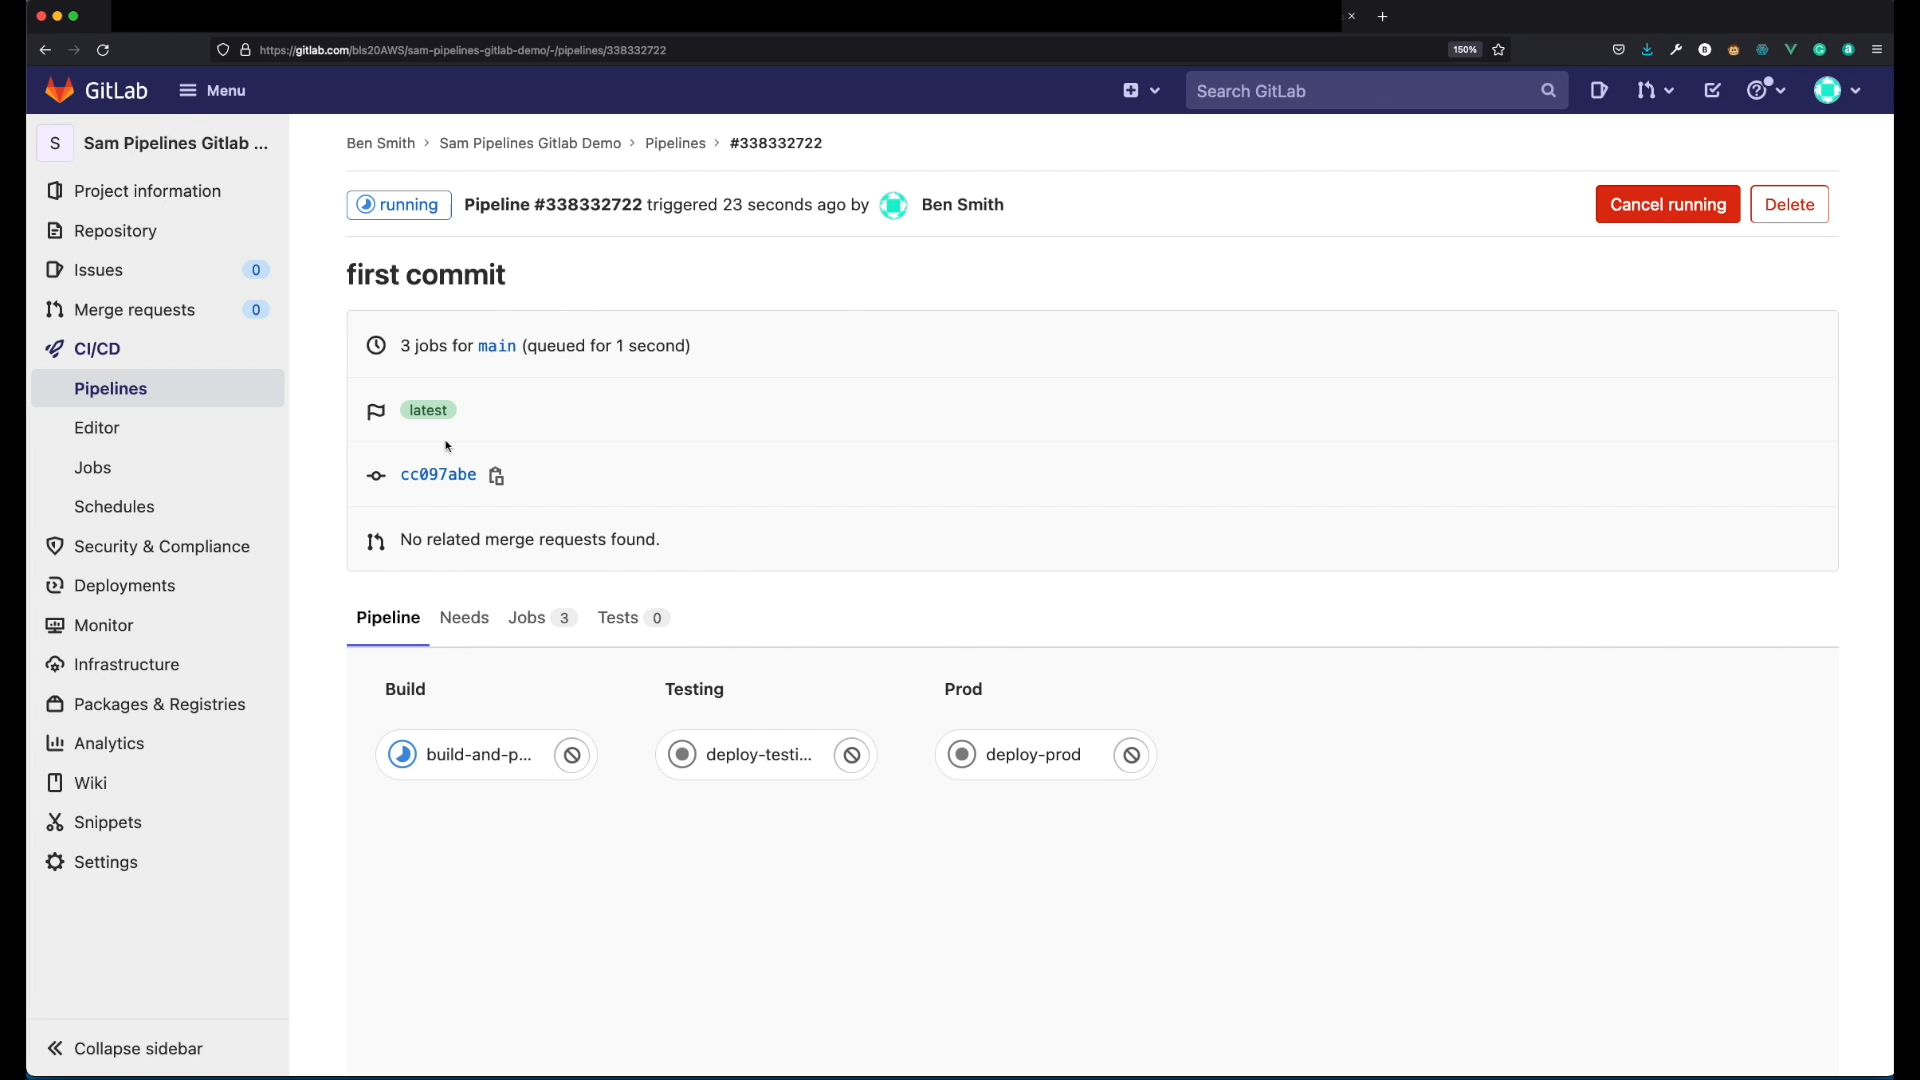 https://gitlab.com/bls20AWS/sam-pipelines-gitlab-demo/-/pipelines/338332722
150%
GitLab
Menu
Search GitLab
S
Sam Pipelines Gitlab ...
Project information
Repository
Issues 0
Merge requests 0
CI/CD
Pipelines
Editor
Jobs
Schedules
Security & Compliance
Deployments
Monitor
Infrastructure
Packages & Registries
Analytics
Wiki
Snippets
Settings
Collapse sidebar
Ben Smith > Sam Pipelines Gitlab Demo > Pipelines > #338332722
running Pipeline #338332722 triggered 23 seconds ago by Ben Smith
Cancel running
Delete
first commit
3 jobs for main (queued for 1 second)
latest
cc097abe
No related merge requests found.
Pipeline Needs Jobs 3 Tests 0
Build Testing Prod
build-and-p... deploy-testi... deploy-prod